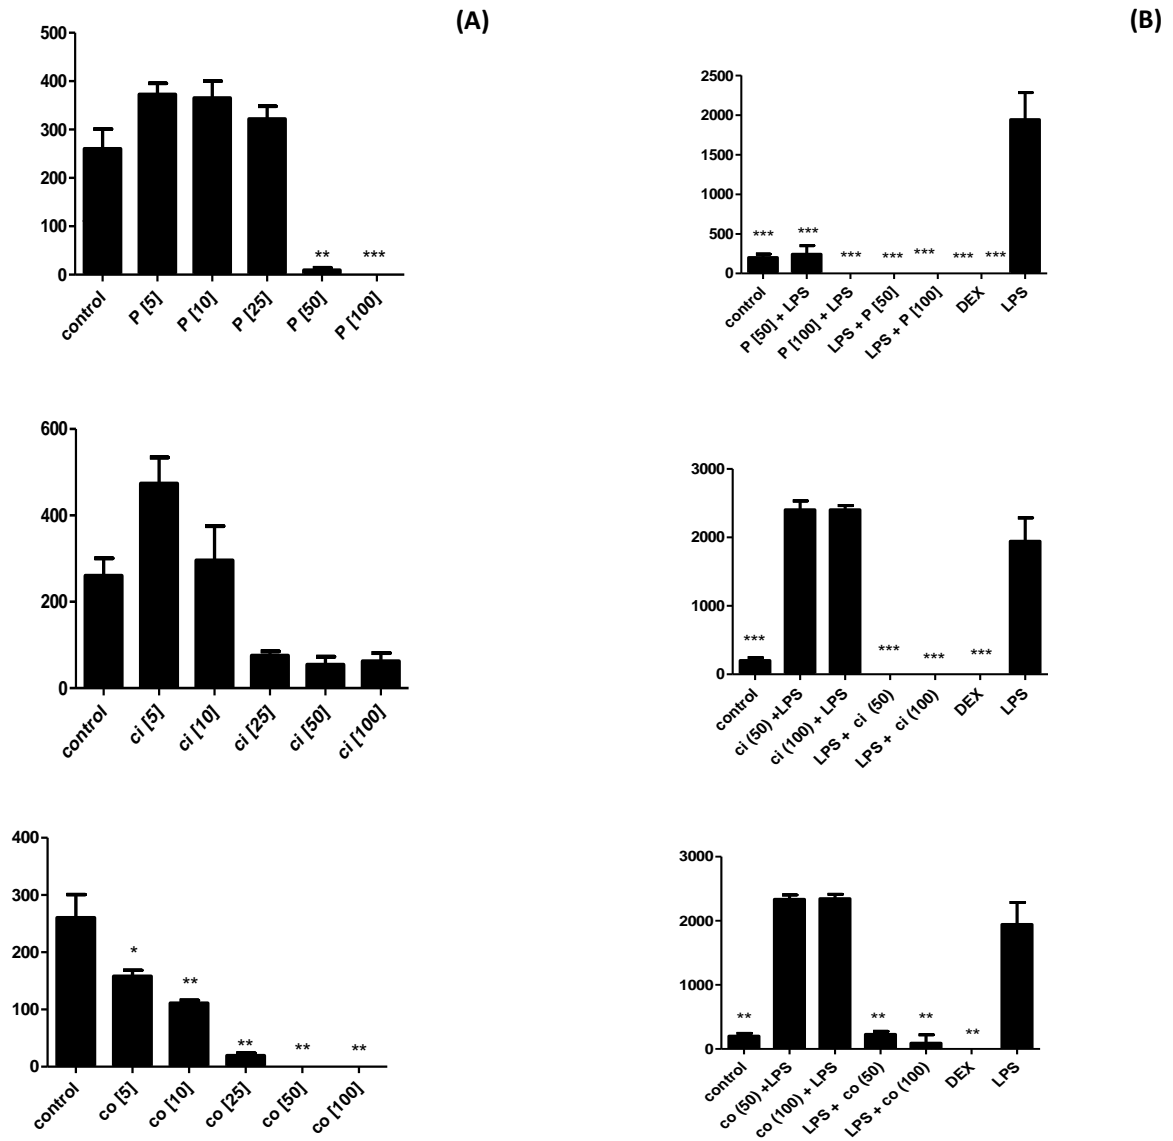 (A)
500
400
300
200
100
0
** ***
control P [5] P [10] P [25] P [50] P [100]
(B)
2500
2000
1500
1000
500
0
*** *** *** *** *** *** ***
control P [50] + LPS P [100] + LPS LPS + P [50] LPS + P [100] DEX LPS
600
400
200
0
control ci [5] ci [10] ci [25] ci [50] ci [100]
3000
2000
1000
0
*** *** *** ***
control ci (50) +LPS ci (100) + LPS LPS + ci (50) LPS + ci (100) DEX LPS
400
300
200
100
0
* ** ** ** **
control co [5] co [10] co [25] co [50] co [100]
3000
2000
1000
0
** ** ** **
control co (50) +LPS co (100) + LPS LPS + co (50) LPS + co (100) DEX LPS